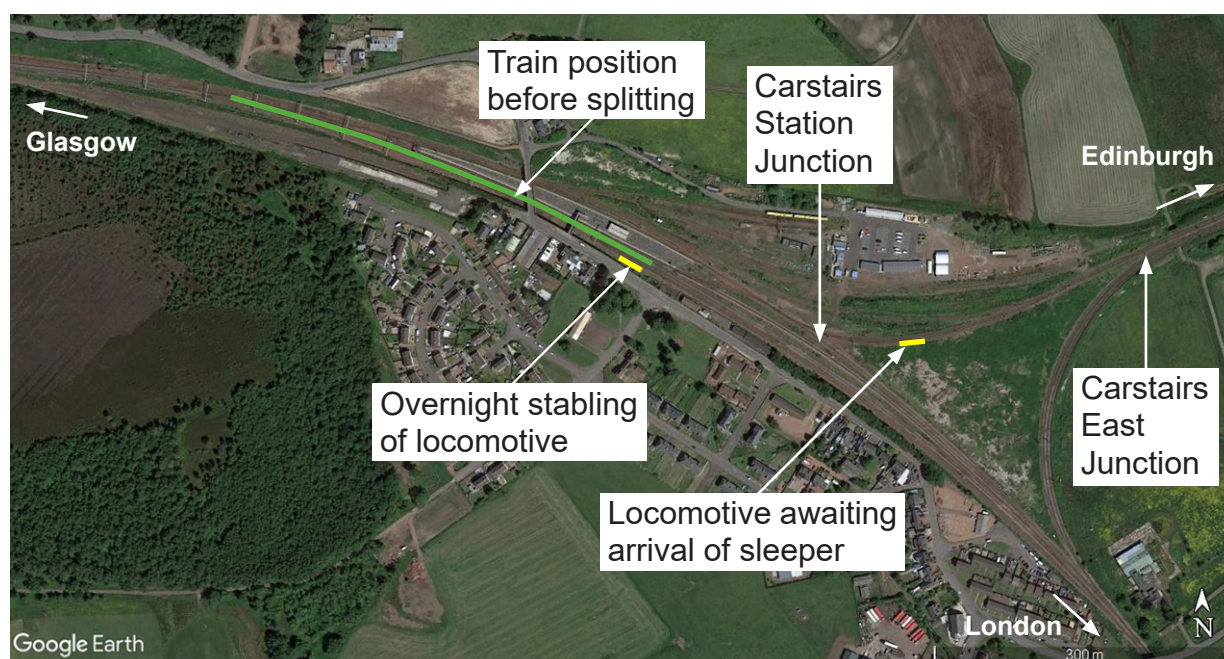 Train position
before splitting
Carstairs
Station
Junction
Glasgow
Edinburgh
Overnight stabling
of locomotive
Carstairs
East
Junction
Locomotive awaiting
arrival of sleeper
N
London
300 m
Google Earth